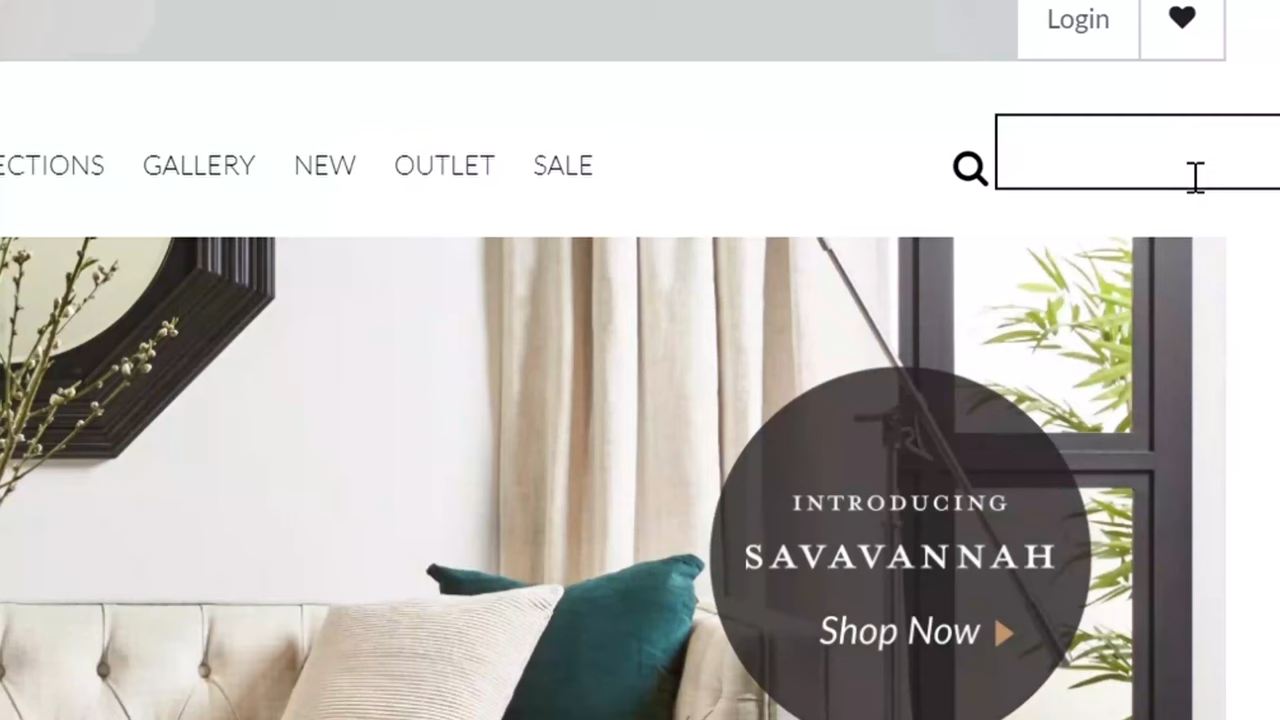 Login
ECTIONS GALLERY NEW OUTLET SALE
INTRODUCING
SAVAVANNAH
Shop Now